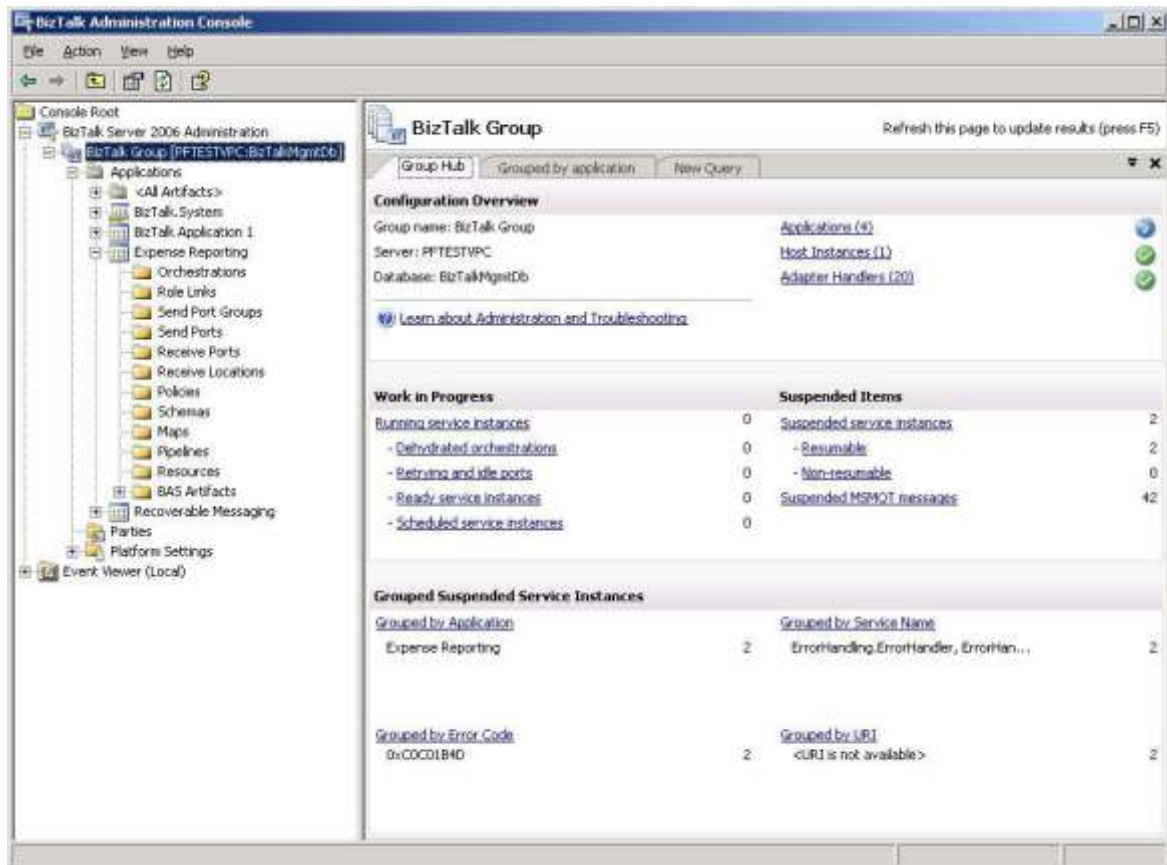 BizTalk Administration Console
File Action View Help
Console Root
BizTalk Server 2006 Administration
BizTalk Group [PFTESTVPC:BizTalkMgmtDb]
Applications
<All Artifacts>
BizTalk.System
BizTalk Application 1
Expense Reporting
Orchestrations
Role Links
Send Port Groups
Send Ports
Receive Ports
Receive Locations
Policies
Schemas
Maps
Pipelines
Resources
BAS Artifacts
Recoverable Messaging
Parties
Platform Settings
Event Viewer (Local)
BizTalk Group Refresh this page to update results (press F5)
Group Hub Grouped by application New Query
Configuration Overview
Group name: BizTalk Group Applications (4)
Server: PFTESTVPC Host Instances (1)
Database: BizTalkMgmtDb Adapter Handlers (20)
Learn about Administration and Troubleshooting
Work in Progress Suspended Items
Running service instances 0 Suspended service instances 2
- Dehydrated orchestrations 0 - Resumable 2
- Retrying and idle ports 0 - Non-resumable 0
- Ready service instances 0 Suspended MSMQT messages 42
- Scheduled service instances 0
Grouped Suspended Service Instances
Grouped by Application Grouped by Service Name
Expense Reporting 2 ErrorHandling.ErrorHandler, ErrorHan... 2
Grouped by Error Code Grouped by URI
0xC0C01B4D 2 <URI is not available> 2